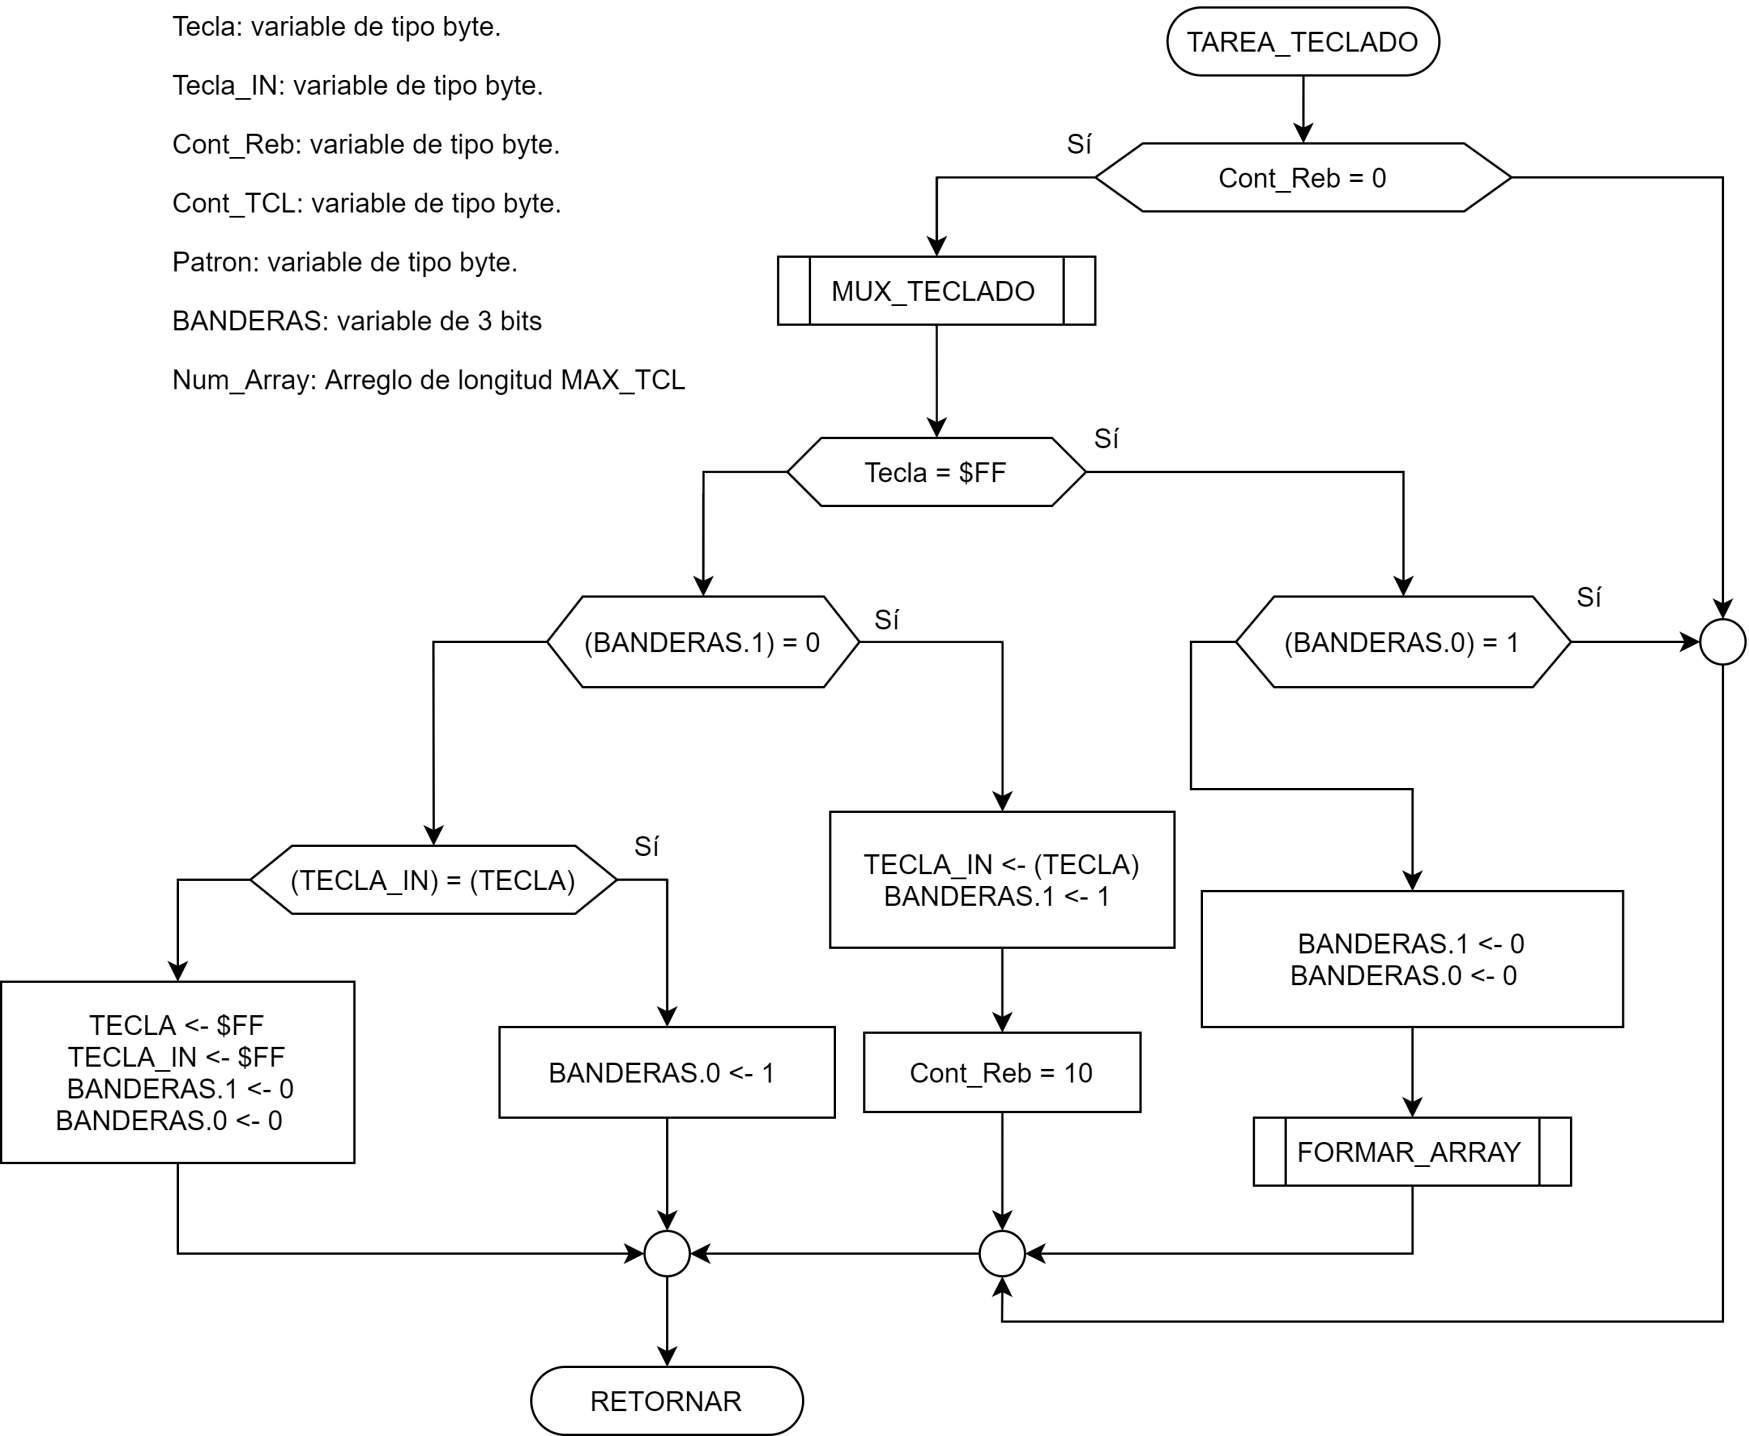 Tecla: variable de tipo byte.
Tecla_IN: variable de tipo byte.
Cont_Reb: variable de tipo byte.
Cont_TCL: variable de tipo byte.
Patron: variable de tipo byte.
BANDERAS: variable de 3 bits
Num_Array: Arreglo de longitud MAX_TCL
TAREA_TECLADO
Sí
Cont_Reb = 0
MUX_TECLADO
Sí
Tecla = $FF
Sí
(BANDERAS.1) = 0
Sí
(BANDERAS.0) = 1
Sí
(TECLA_IN) = (TECLA)
TECLA_IN <- (TECLA)
BANDERAS.1 <- 1
BANDERAS.1 <- 0
BANDERAS.0 <- 0
TECLA <- $FF
TECLA_IN <- $FF
BANDERAS.1 <- 0
BANDERAS.0 <- 0
BANDERAS.0 <- 1
Cont_Reb = 10
FORMAR_ARRAY
RETORNAR